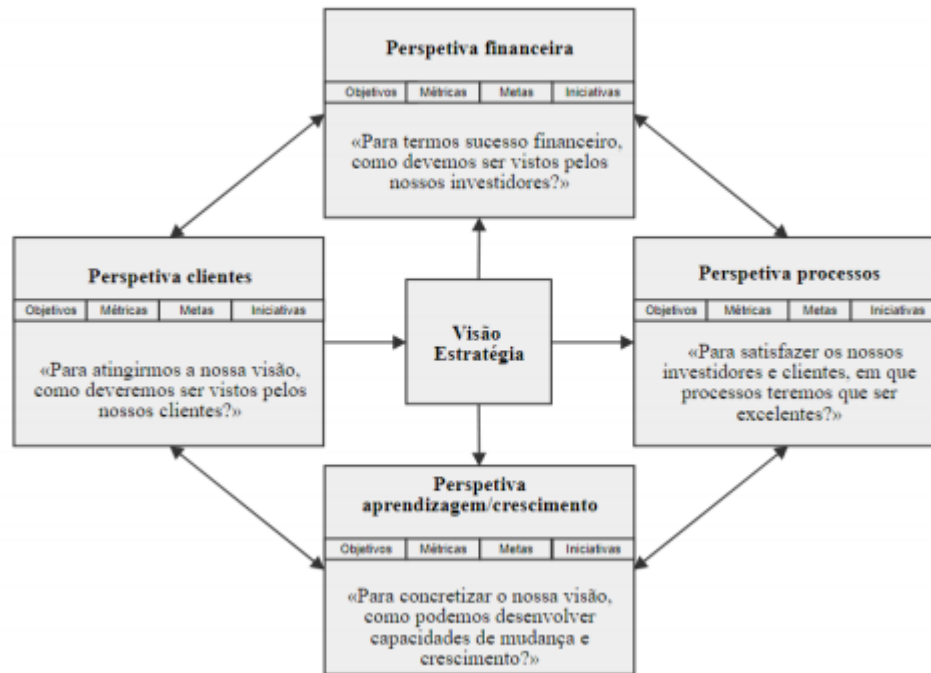 Perspetiva financeira
Objetivos Métricas Metas Iniciativas
«Para termos sucesso financeiro,
como devemos ser vistos pelos
nossos investidores?»
Perspetiva clientes
Objetivos Métricas Metas Iniciativas
«Para atingirmos a nossa visão,
como deveremos ser vistos pelos
nossos clientes?»
Visão
Estratégia
Perspetiva processos
Objetivos Métricas Metas Iniciativas
«Para satisfazer os nossos
investidores e clientes, em que
processos teremos que ser
excelentes?»
Perspetiva
aprendizagem/crescimento
Objetivos Métricas Metas Iniciativas
«Para concretizar o nossa visão,
como podemos desenvolver
capacidades de mudança e
crescimento?»